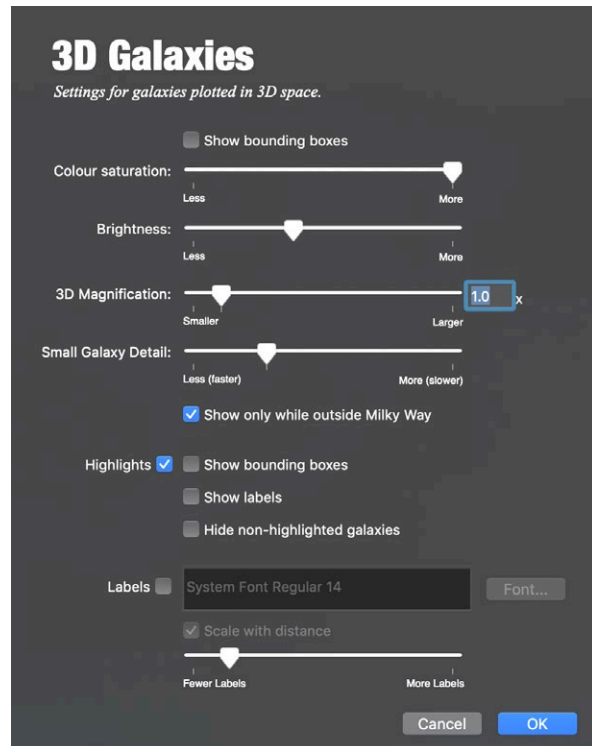 3D Galaxies
Settings for galaxies plotted in 3D space.
Show bounding boxes
Colour saturation:
Less More
Brightness:
Less More
3D Magnification: 1.0 x
Smaller Larger
Small Galaxy Detail:
Less (faster) More (slower)
Show only while outside Milky Way
Highlights Show bounding boxes
Show labels
Hide non-highlighted galaxies
Labels System Font Regular 14 Font...
Scale with distance
Fewer Labels More Labels
Cancel OK